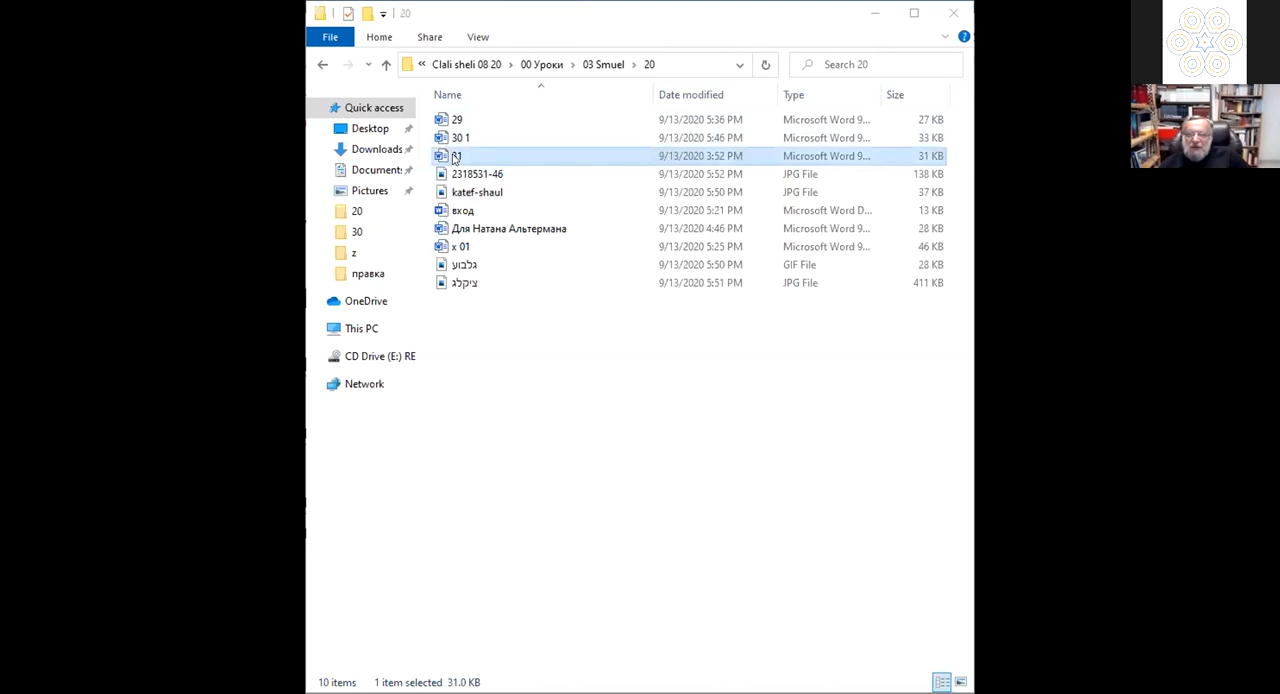 20
File Home Share View
« Clali sheli 08 20 › 00 Уроки › 03 Smuel › 20 Search 20
Name Date modified Type Size
Quick access
Desktop
Downloads
Document:
Pictures
20
30
z
правка
OneDrive
This PC
CD Drive (E:) RE
Network
29 9/13/2020 5:36 PM Microsoft Word 9... 27 KB
30 1 9/13/2020 5:46 PM Microsoft Word 9... 33 KB
9/13/2020 3:52 PM Microsoft Word 9... 31 KB
2318531-46 9/13/2020 5:52 PM JPG File 138 KB
katef-shaul 9/13/2020 5:50 PM JPG File 37 KB
вход 9/13/2020 5:21 PM Microsoft Word D... 13 KB
Для Натана Альтермана 9/13/2020 4:46 PM Microsoft Word 9... 28 KB
x 01 9/13/2020 5:25 PM Microsoft Word 9... 46 KB
גלבוע 9/13/2020 5:50 PM GIF File 28 KB
ציקלג 9/13/2020 5:51 PM JPG File 411 KB
10 items 1 item selected 31.0 KB